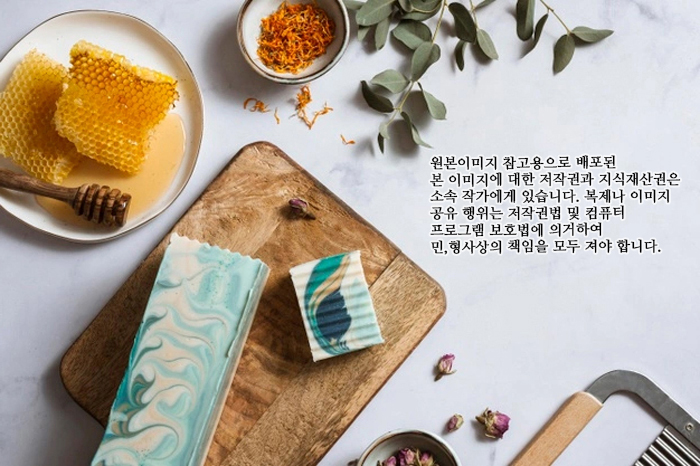 원본이미지 참고용으로 배포된
본 이미지에 대한 저작권과 지식재산권은
소속 작가에게 있습니다. 복제나 이미지
공유 행위는 저작권법 및 컴퓨터
프로그램 보호법에 의거하여
민,형사상의 책임을 모두 져야 합니다.